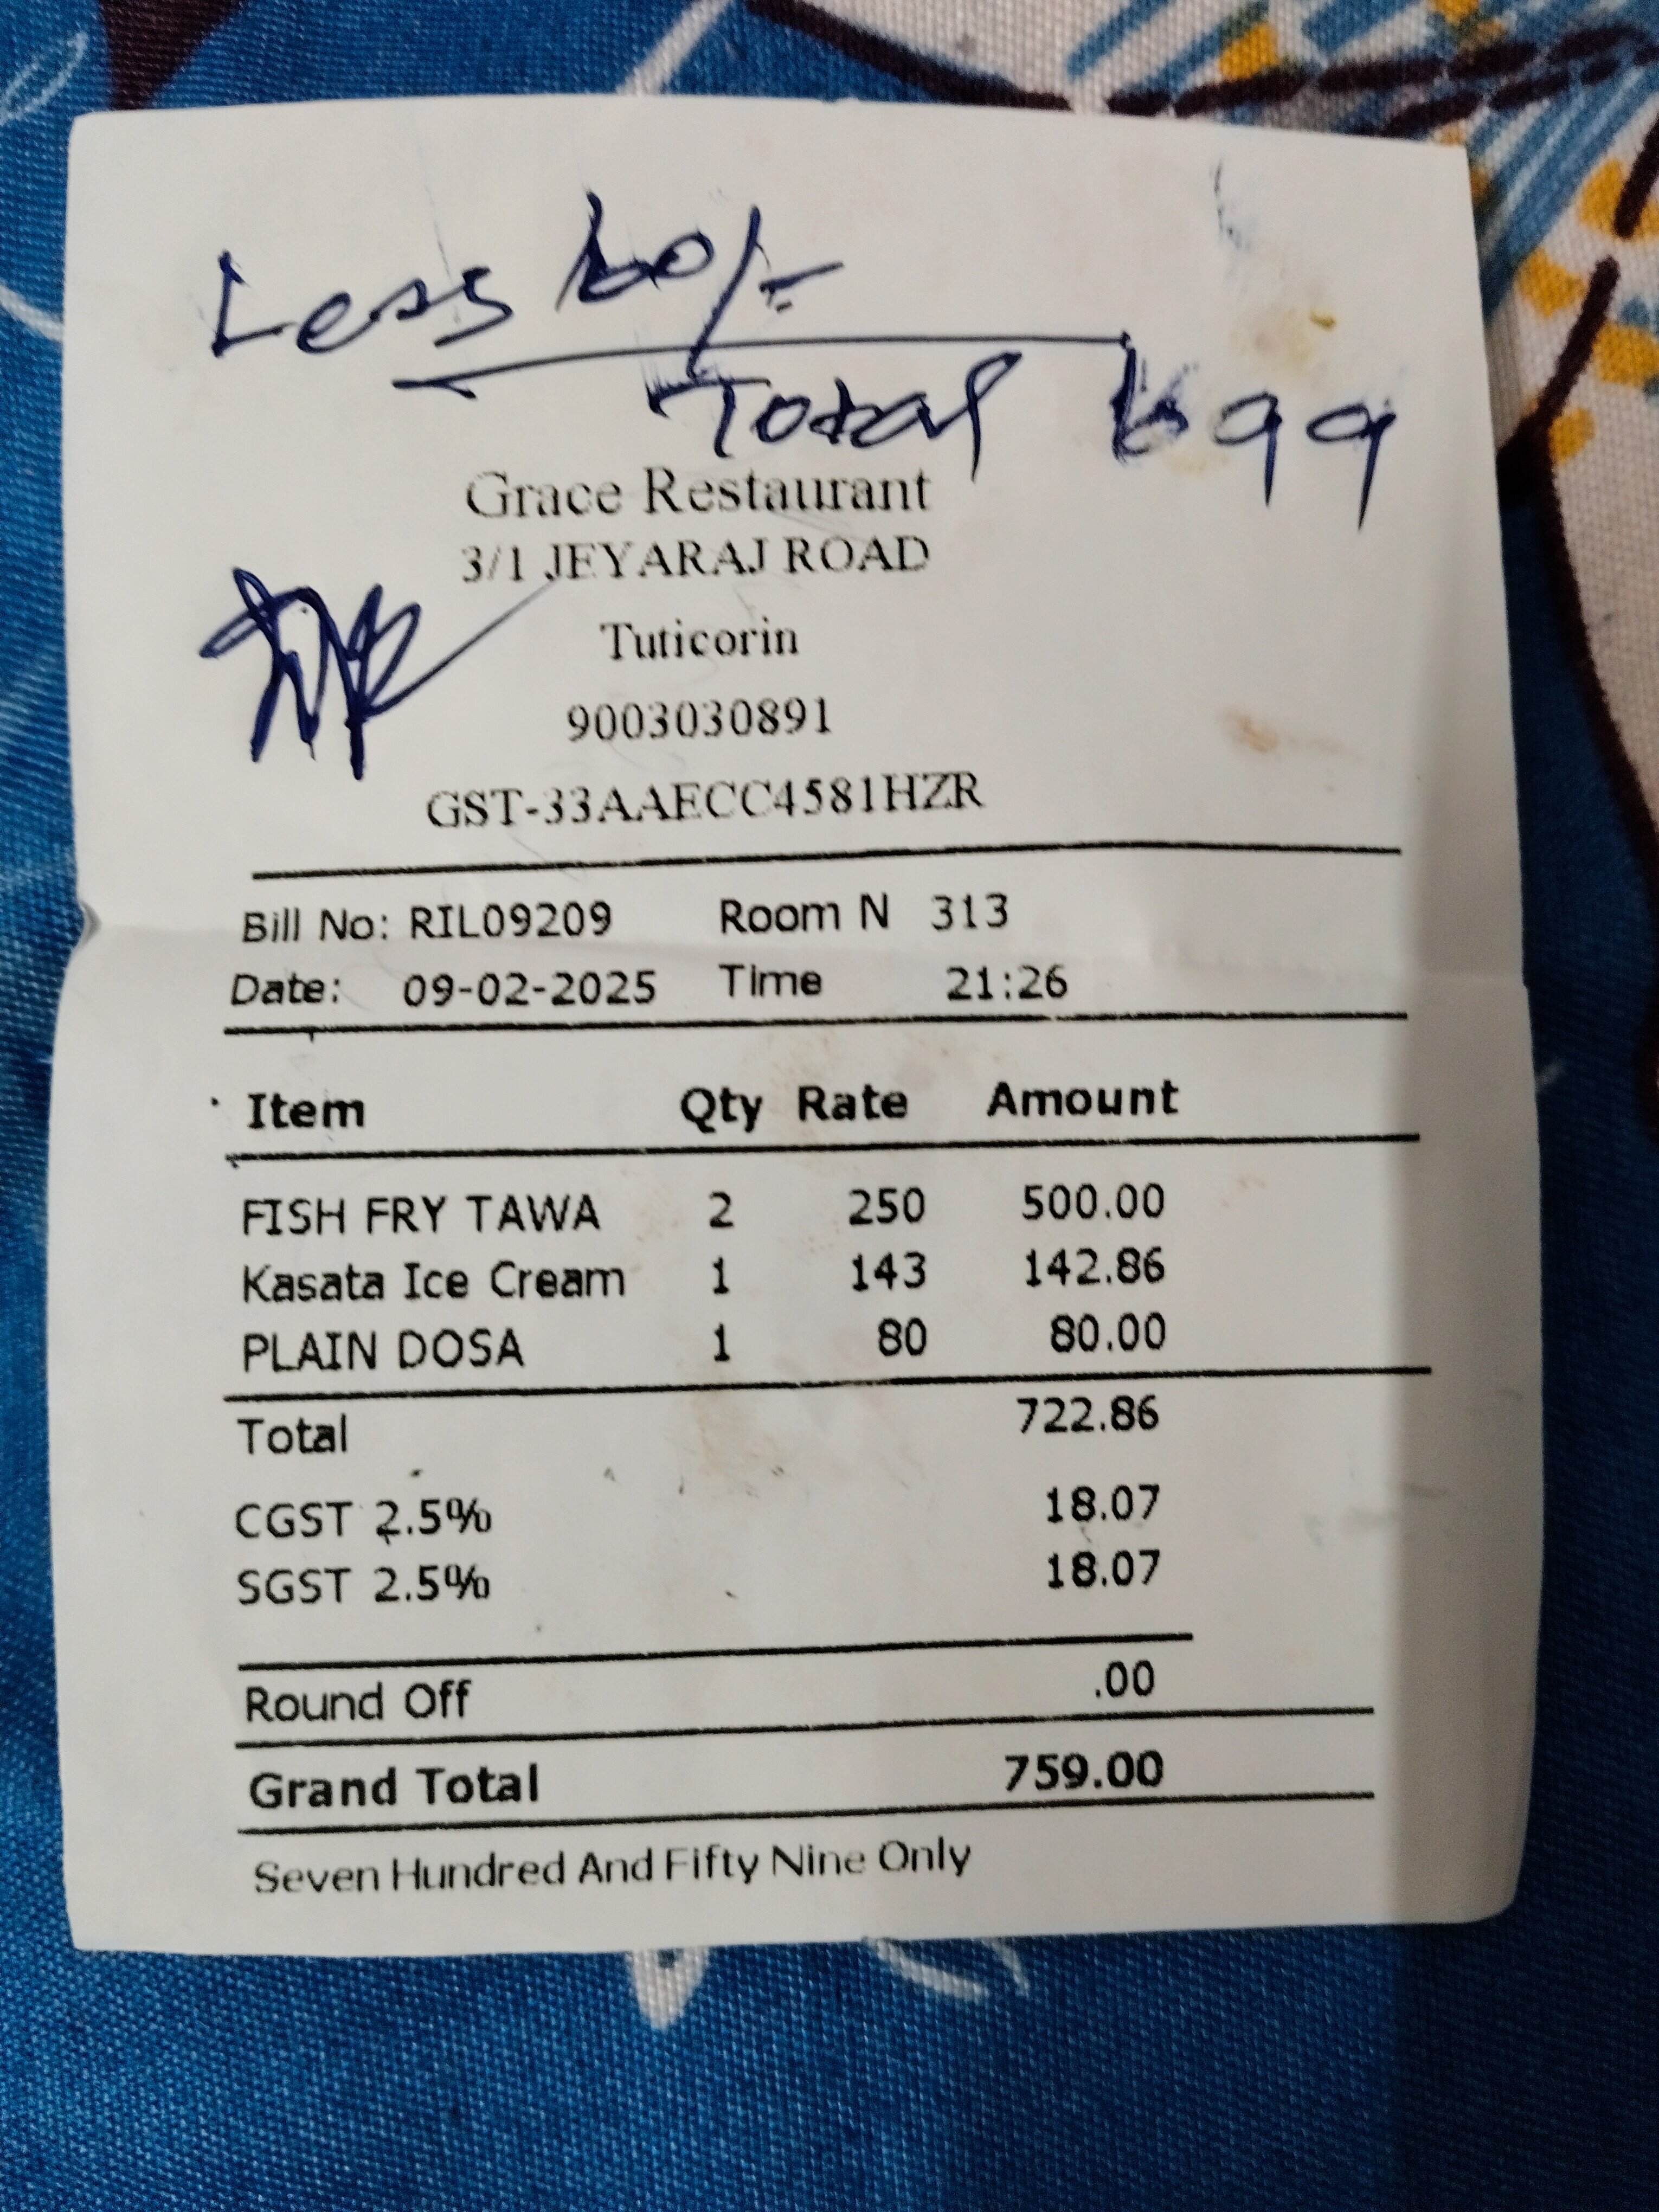 Less 60/-
Total 699
Grace Restaurant
3/1 JEYARAJ ROAD
Tuticorin
9003030891
GST-33AAECC4581HZR
Bill No: RIL09209 Room N 313
Date: 09-02-2025 Time 21:26
Item Qty Rate Amount
FISH FRY TAWA 2 250 500.00
Kasata Ice Cream 1 143 142.86
PLAIN DOSA 1 80 80.00
Total 722.86
CGST 2.5% 18.07
SGST 2.5% 18.07
Round Off .00
Grand Total 759.00
Seven Hundred And Fifty Nine Only